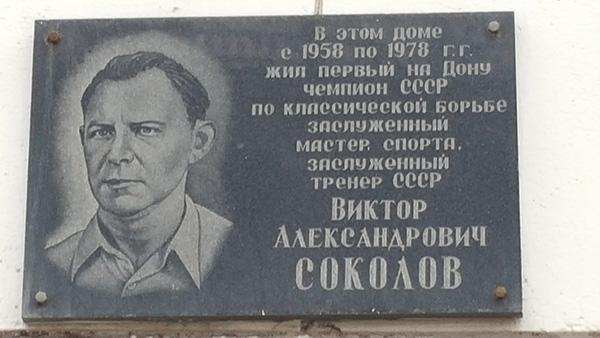 В этом доме
с 1958 по 1978 г.г.
жил первый на Дону
чемпион СССР
по классической борьбе
заслуженный
мастер спорта,
заслуженный
тренер СССР
Виктор
Александрович
СОКОЛОВ